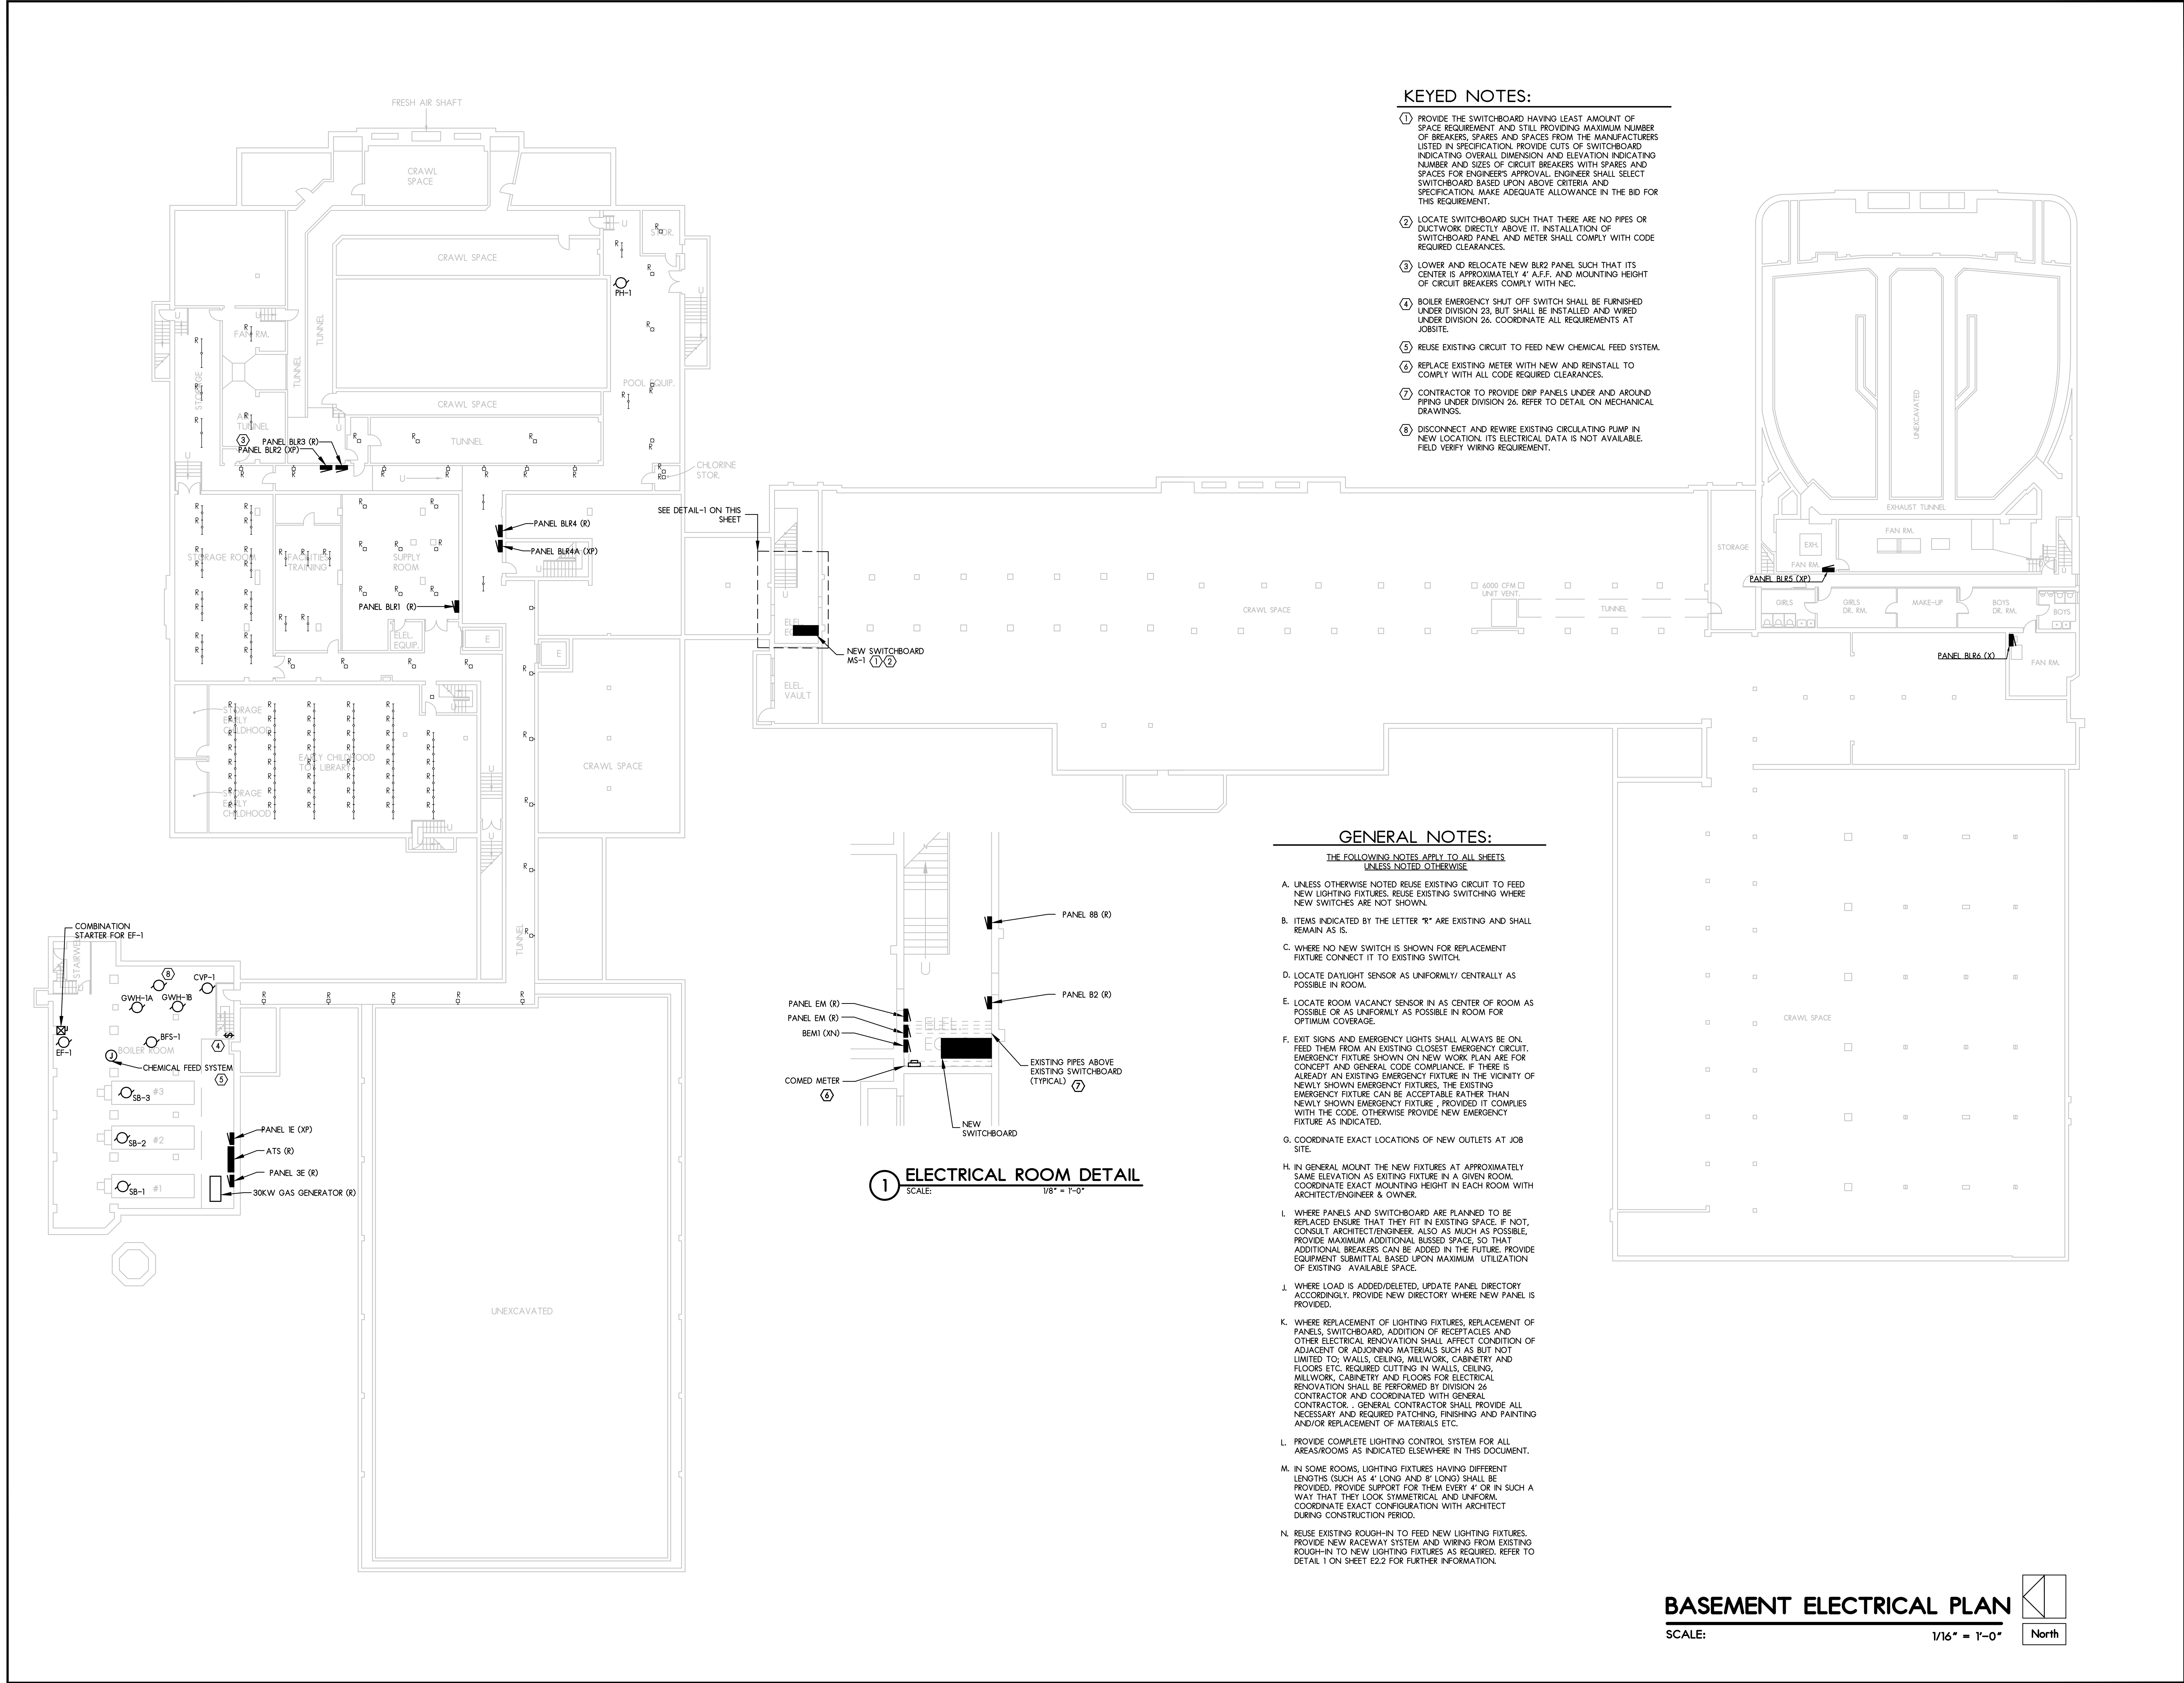 FRESH AIR SHAFT
CRAWL
SPACE
U
STOR.
CRAWL SPACE
PH-1
U
U
U
FAN RM.
TUNNEL
TUNNEL
STORAGE
POOL EQUIP.
CRAWL SPACE
TUNNEL
TUNNEL
U
3
PANEL BLR3 (R)
PANEL BLR2 (XP)
U
U
CHLORINE
STOR.
PANEL BLR4 (R)
PANEL BLR4A (XP)
U
STORAGE ROOM
FACILITIES
TRAINING
SUPPLY
ROOM
PANEL BLR1 (R)
ELEL.
EQUIP.
E
E
U
STORAGE
EARLY
CHILDHOOD
EARLY CHILDHOOD
TOY LIBRARY
STORAGE
EARLY
CHILDHOOD
U
U
U
CRAWL SPACE
TUNNEL
SEE DETAIL-1 ON THIS
SHEET
U
NEW SWITCHBOARD
MS-1 1 2
ELEL.
VAULT
CRAWL SPACE
6000 CFM
UNIT VENT.
TUNNEL
STORAGE
UNEXCAVATED
EXHAUST TUNNEL
FAN RM.
EXH.
FAN RM.
PANEL BLR5 (XP)
GIRLS
GIRLS
DR. RM.
MAKE-UP
BOYS
DR. RM.
BOYS
PANEL BLR6 (X)
FAN RM.
CRAWL SPACE
COMBINATION
STARTER FOR EF-1
STAIRWELL
8
CVP-1
GWH-1A
GWH-1B
EF-1
BFS-1
J
BOILER ROOM
4
CHEMICAL FEED SYSTEM
5
SB-3
#3
SB-2
#2
SB-1
#1
PANEL 1E (XP)
ATS (R)
PANEL 3E (R)
30KW GAS GENERATOR (R)
UNEXCAVATED
KEYED NOTES:
1 PROVIDE THE SWITCHBOARD HAVING LEAST AMOUNT OF
SPACE REQUIREMENT AND STILL PROVIDING MAXIMUM NUMBER
OF BREAKERS, SPARES AND SPACES FROM THE MANUFACTURERS
LISTED IN SPECIFICATION. PROVIDE CUTS OF SWITCHBOARD
INDICATING OVERALL DIMENSION AND ELEVATION INDICATING
NUMBER AND SIZES OF CIRCUIT BREAKERS WITH SPARES AND
SPACES FOR ENGINEER'S APPROVAL. ENGINEER SHALL SELECT
SWITCHBOARD BASED UPON ABOVE CRITERIA AND
SPECIFICATION. MAKE ADEQUATE ALLOWANCE IN THE BID FOR
THIS REQUIREMENT.
2 LOCATE SWITCHBOARD SUCH THAT THERE ARE NO PIPES OR
DUCTWORK DIRECTLY ABOVE IT. INSTALLATION OF
SWITCHBOARD PANEL AND METER SHALL COMPLY WITH CODE
REQUIRED CLEARANCES.
3 LOWER AND RELOCATE NEW BLR2 PANEL SUCH THAT ITS
CENTER IS APPROXIMATELY 4' A.F.F. AND MOUNTING HEIGHT
OF CIRCUIT BREAKERS COMPLY WITH NEC.
4 BOILER EMERGENCY SHUT OFF SWITCH SHALL BE FURNISHED
UNDER DIVISION 23, BUT SHALL BE INSTALLED AND WIRED
UNDER DIVISION 26. COORDINATE ALL REQUIREMENTS AT
JOBSITE.
5 REUSE EXISTING CIRCUIT TO FEED NEW CHEMICAL FEED SYSTEM.
6 REPLACE EXISTING METER WITH NEW AND REINSTALL TO
COMPLY WITH ALL CODE REQUIRED CLEARANCES.
7 CONTRACTOR TO PROVIDE DRIP PANELS UNDER AND AROUND
PIPING UNDER DIVISION 26. REFER TO DETAIL ON MECHANICAL
DRAWINGS.
8 DISCONNECT AND REWIRE EXISTING CIRCULATING PUMP IN
NEW LOCATION. ITS ELECTRICAL DATA IS NOT AVAILABLE.
FIELD VERIFY WIRING REQUIREMENT.
U
PANEL 8B (R)
PANEL B2 (R)
PANEL EM (R)
PANEL EM (R)
BEM1 (XN)
COMED METER
6
EXISTING PIPES ABOVE
EXISTING SWITCHBOARD
(TYPICAL) 7
NEW
SWITCHBOARD
1 ELECTRICAL ROOM DETAIL
SCALE: 1/8" = 1'-0"
GENERAL NOTES:
THE FOLLOWING NOTES APPLY TO ALL SHEETS
UNLESS NOTED OTHERWISE
A. UNLESS OTHERWISE NOTED REUSE EXISTING CIRCUIT TO FEED
NEW LIGHTING FIXTURES. REUSE EXISTING SWITCHING WHERE
NEW SWITCHES ARE NOT SHOWN.
B. ITEMS INDICATED BY THE LETTER "R" ARE EXISTING AND SHALL
REMAIN AS IS.
C. WHERE NO NEW SWITCH IS SHOWN FOR REPLACEMENT
FIXTURE CONNECT IT TO EXISTING SWITCH.
D. LOCATE DAYLIGHT SENSOR AS UNIFORMLY/ CENTRALLY AS
POSSIBLE IN ROOM.
E. LOCATE ROOM VACANCY SENSOR IN AS CENTER OF ROOM AS
POSSIBLE OR AS UNIFORMLY AS POSSIBLE IN ROOM FOR
OPTIMUM COVERAGE.
F. EXIT SIGNS AND EMERGENCY LIGHTS SHALL ALWAYS BE ON.
FEED THEM FROM AN EXISTING CLOSEST EMERGENCY CIRCUIT.
EMERGENCY FIXTURE SHOWN ON NEW WORK PLAN ARE FOR
CONCEPT AND GENERAL CODE COMPLIANCE. IF THERE IS
ALREADY AN EXISTING EMERGENCY FIXTURE IN THE VICINITY OF
NEWLY SHOWN EMERGENCY FIXTURES, THE EXISTING
EMERGENCY FIXTURE CAN BE ACCEPTABLE RATHER THAN
NEWLY SHOWN EMERGENCY FIXTURE , PROVIDED IT COMPLIES
WITH THE CODE. OTHERWISE PROVIDE NEW EMERGENCY
FIXTURE AS INDICATED.
G. COORDINATE EXACT LOCATIONS OF NEW OUTLETS AT JOB
SITE.
H. IN GENERAL MOUNT THE NEW FIXTURES AT APPROXIMATELY
SAME ELEVATION AS EXITING FIXTURE IN A GIVEN ROOM.
COORDINATE EXACT MOUNTING HEIGHT IN EACH ROOM WITH
ARCHITECT/ENGINEER & OWNER.
I. WHERE PANELS AND SWITCHBOARD ARE PLANNED TO BE
REPLACED ENSURE THAT THEY FIT IN EXISTING SPACE. IF NOT,
CONSULT ARCHITECT/ENGINEER. ALSO AS MUCH AS POSSIBLE,
PROVIDE MAXIMUM ADDITIONAL BUSSED SPACE, SO THAT
ADDITIONAL BREAKERS CAN BE ADDED IN THE FUTURE. PROVIDE
EQUIPMENT SUBMITTAL BASED UPON MAXIMUM UTILIZATION
OF EXISTING AVAILABLE SPACE.
J. WHERE LOAD IS ADDED/DELETED, UPDATE PANEL DIRECTORY
ACCORDINGLY. PROVIDE NEW DIRECTORY WHERE NEW PANEL IS
PROVIDED.
K. WHERE REPLACEMENT OF LIGHTING FIXTURES, REPLACEMENT OF
PANELS, SWITCHBOARD, ADDITION OF RECEPTACLES AND
OTHER ELECTRICAL RENOVATION SHALL AFFECT CONDITION OF
ADJACENT OR ADJOINING MATERIALS SUCH AS BUT NOT
LIMITED TO; WALLS, CEILING, MILLWORK, CABINETRY AND
FLOORS ETC. REQUIRED CUTTING IN WALLS, CEILING,
MILLWORK, CABINETRY AND FLOORS FOR ELECTRICAL
RENOVATION SHALL BE PERFORMED BY DIVISION 26
CONTRACTOR AND COORDINATED WITH GENERAL
CONTRACTOR. . GENERAL CONTRACTOR SHALL PROVIDE ALL
NECESSARY AND REQUIRED PATCHING, FINISHING AND PAINTING
AND/OR REPLACEMENT OF MATERIALS ETC.
L. PROVIDE COMPLETE LIGHTING CONTROL SYSTEM FOR ALL
AREAS/ROOMS AS INDICATED ELSEWHERE IN THIS DOCUMENT.
M. IN SOME ROOMS, LIGHTING FIXTURES HAVING DIFFERENT
LENGTHS (SUCH AS 4' LONG AND 8' LONG) SHALL BE
PROVIDED. PROVIDE SUPPORT FOR THEM EVERY 4' OR IN SUCH A
WAY THAT THEY LOOK SYMMETRICAL AND UNIFORM.
COORDINATE EXACT CONFIGURATION WITH ARCHITECT
DURING CONSTRUCTION PERIOD.
N. REUSE EXISTING ROUGH-IN TO FEED NEW LIGHTING FIXTURES.
PROVIDE NEW RACEWAY SYSTEM AND WIRING FROM EXISTING
ROUGH-IN TO NEW LIGHTING FIXTURES AS REQUIRED. REFER TO
DETAIL 1 ON SHEET E2.2 FOR FURTHER INFORMATION.
BASEMENT ELECTRICAL PLAN
SCALE: 1/16" = 1'-0"
North